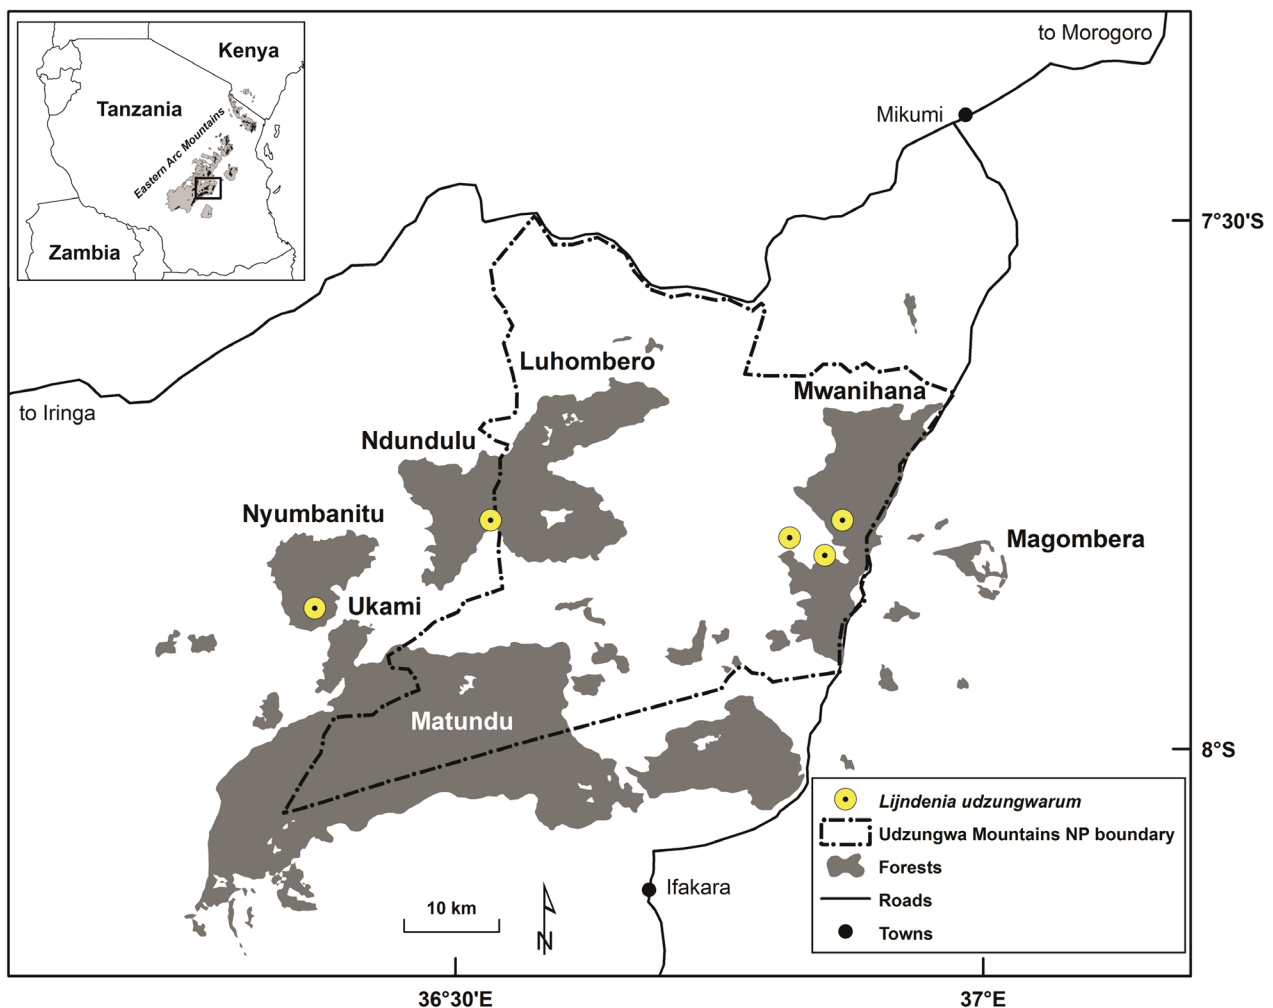 to Morogoro
Kenya
Tanzania
Eastern Arc Mountains
Zambia
Mikumi
7°30'S
Luhombero
Mwanihana
to Iringa
Ndundulu
Nyumbanitu
Magombera
Ukami
Matundu
8°S
Lijndenia udzungwarum
Udzungwa Mountains NP boundary
Forests
Roads
Towns
Ifakara
10 km
N
36°30'E
37°E